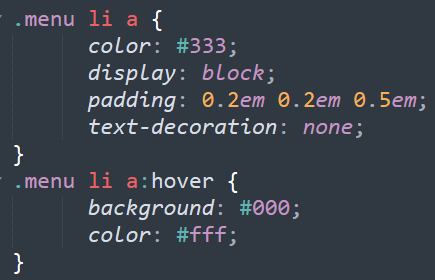 .menu li a {
color: #333;
display: block;
padding: 0.2em 0.2em 0.5em;
text-decoration: none;
}
.menu li a:hover {
background: #000;
color: #fff;
}